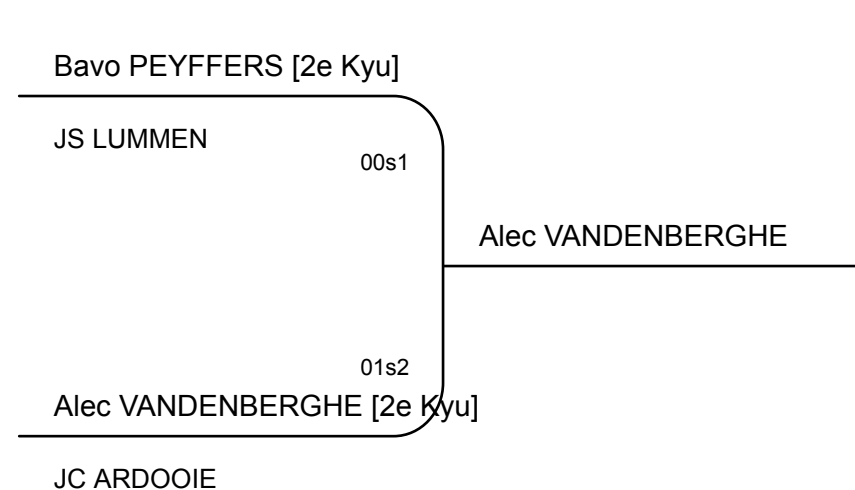 Bavo PEYFFERS [2e Kyu]
JS LUMMEN
00s1
Alec VANDENBERGHE
01s2
Alec VANDENBERGHE [2e Kyu]
JC ARDOOIE